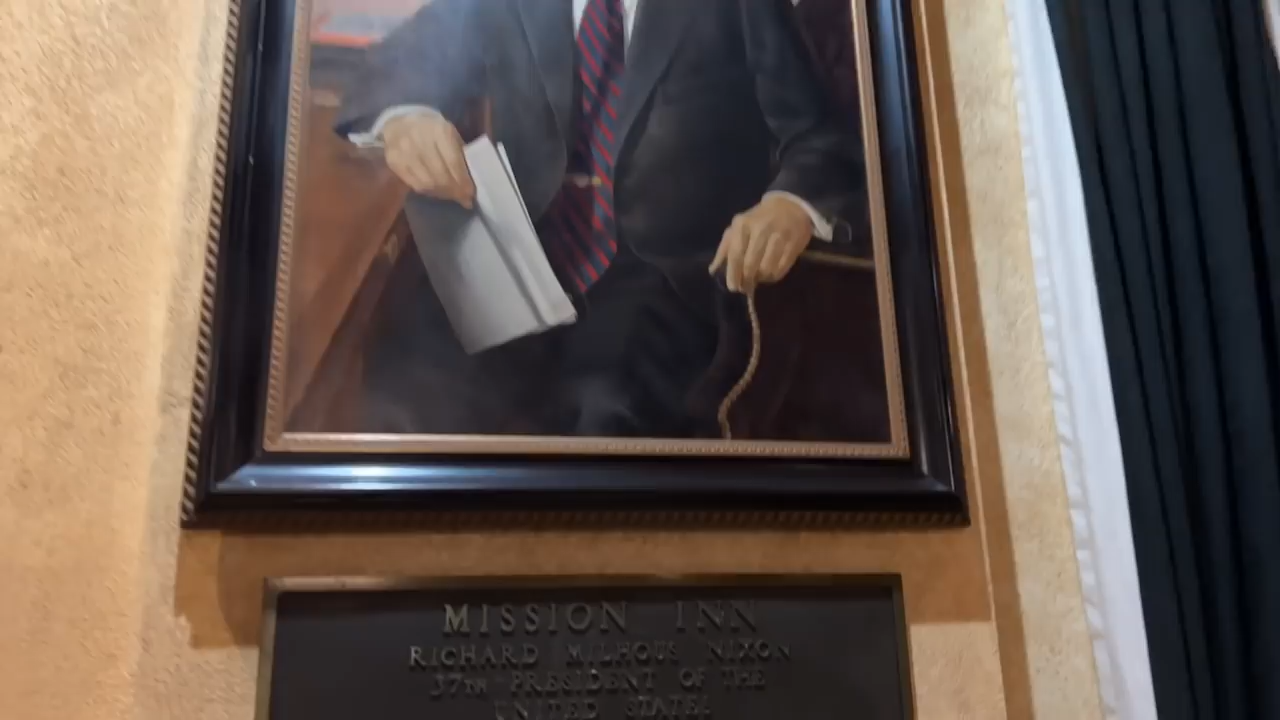 MISSION INN
RICHARD MILHOUS NIXON
37TH PRESIDENT OF THE
UNITED STATES